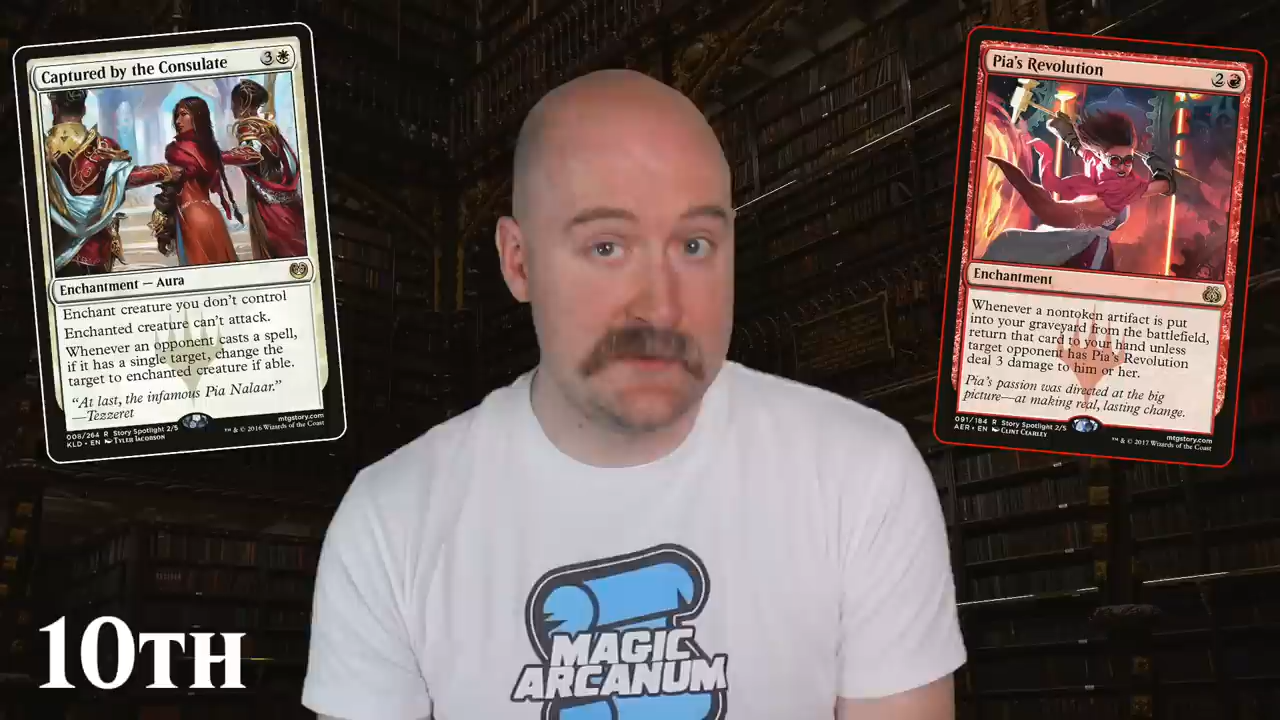 Captured by the Consulate 3
Enchantment — Aura
Enchant creature you don't control
Enchanted creature can't attack.
Whenever an opponent casts a spell,
if it has a single target, change the
target to enchanted creature if able.
"At last, the infamous Pia Nalaar."
—Tezzeret
008/264 R Story Spotlight 2/5
mtgstory.com
KLD • EN Tyler Jacobson
™ & © 2016 Wizards of the Coast
Pia's Revolution 2
Enchantment
Whenever a nontoken artifact is put
into your graveyard from the battlefield,
return that card to your hand unless
target opponent has Pia's Revolution
deal 3 damage to him or her.
Pia's passion was directed at the big
picture—at making real, lasting change.
091/184 R Story Spotlight 2/5
mtgstory.com
AER • EN Clint Cearley
™ & © 2017 Wizards of the Coast
MAGIC
ARCANUM
10TH